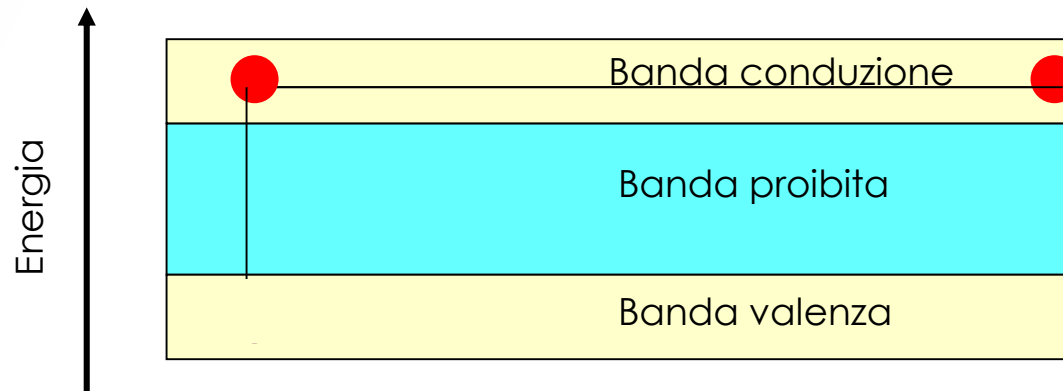 Energia
Banda conduzione
Banda proibita
Banda valenza